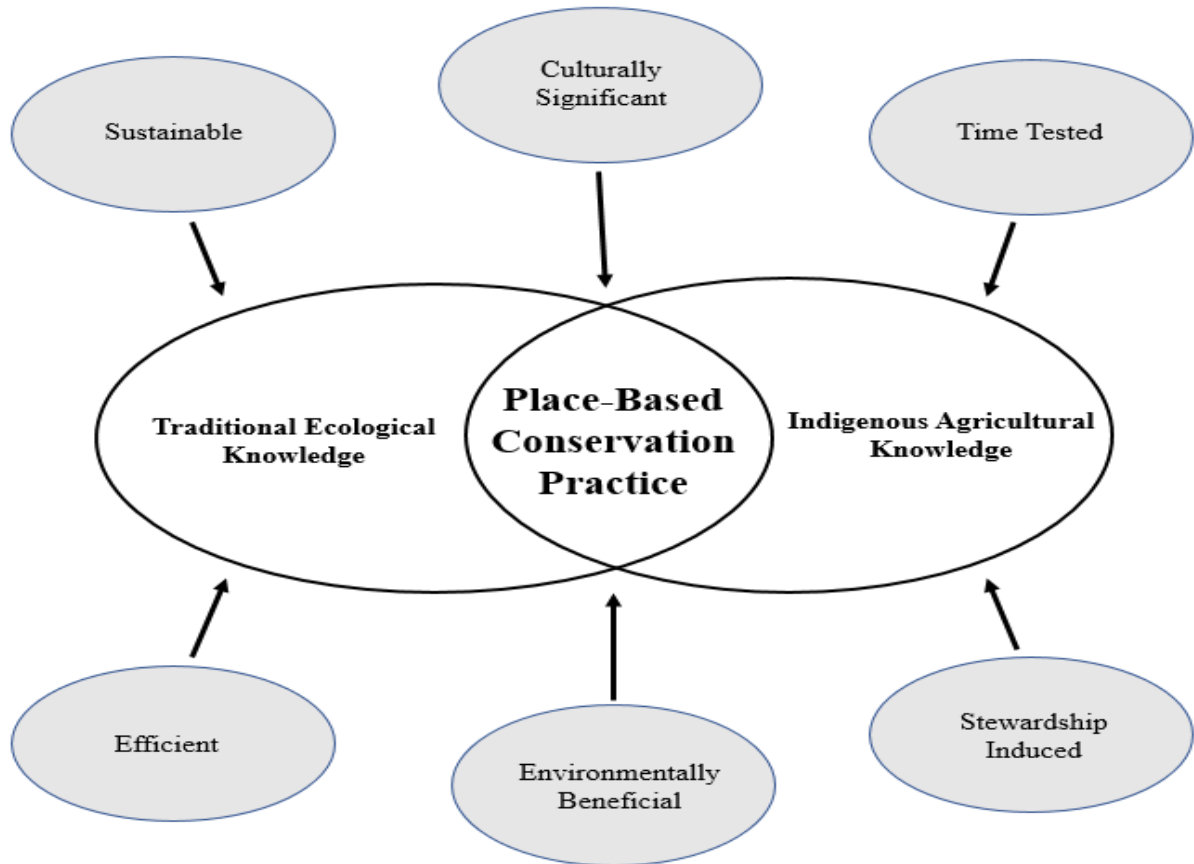 Culturally
Significant
Sustainable
Time Tested
Place-Based
Conservation
Practice
Traditional Ecological
Knowledge
Indigenous Agricultural
Knowledge
Efficient
Environmentally
Beneficial
Stewardship
Induced